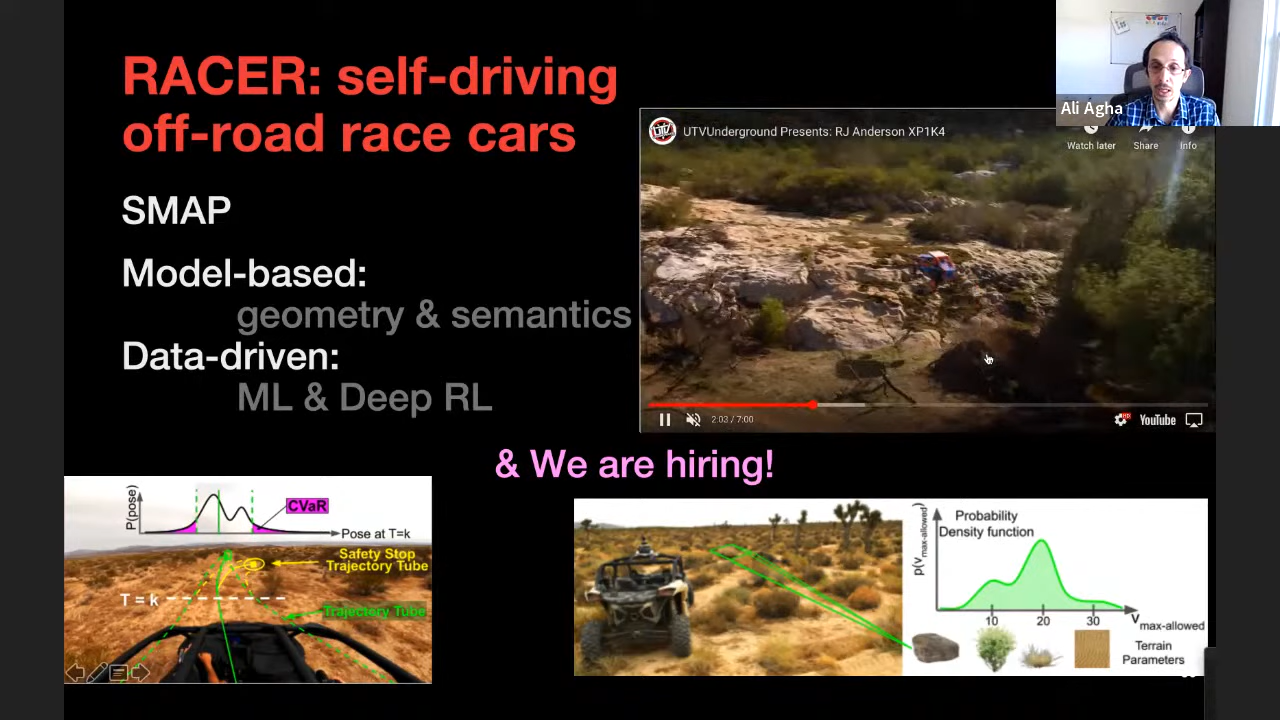 RACER: self-driving
off-road race cars
Ali Agha
UTVUnderground Presents: RJ Anderson XP1K4
Watch later
Share
Info
SMAP
Model-based:
geometry & semantics
Data-driven:
ML & Deep RL
2:03 / 7:00
YouTube
& We are hiring!
P(pose)
CVaR
Pose at T=k
Safety Stop
Trajectory Tube
T = k
Trajectory Tube
Probability
Density function
p(v max-allowed)
10
20
30
V max-allowed
Terrain
Parameters